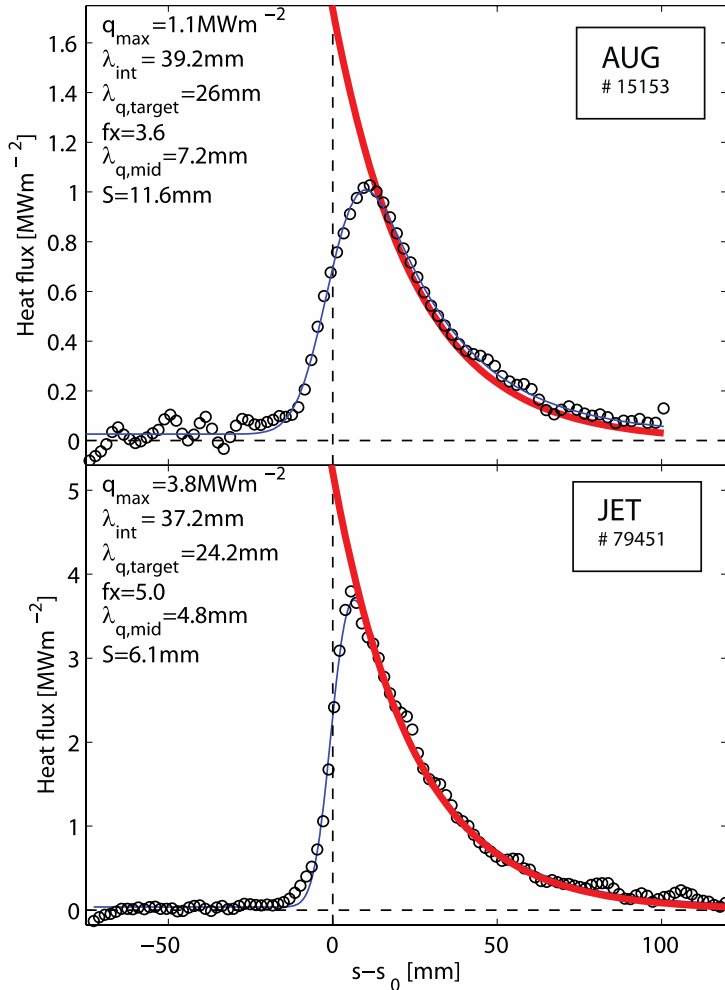 q_max=1.1MWm^−2
λ_int = 39.2mm
λ_q,target=26mm
fx=3.6
λ_q,mid=7.2mm
S=11.6mm
AUG
# 15153
1.6
1.4
1.2
1
0.8
0.6
0.4
0.2
0
Heat flux [MWm^−2]
q_max=3.8MWm^−2
λ_int = 37.2mm
λ_q,target=24.2mm
fx=5.0
λ_q,mid=4.8mm
S=6.1mm
JET
# 79451
5
4
3
2
1
0
Heat flux [MWm^−2]
−50 0 50 100
s−s_0 [mm]